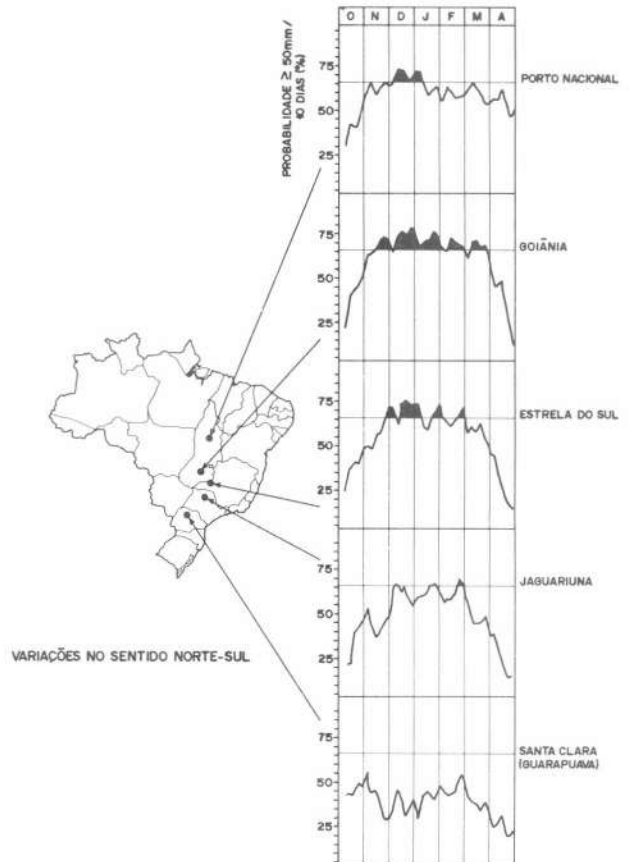 O N D J F M A
PROBABILIDADE ≥ 50mm/
10 DIAS (%)
75
50
25
PORTO NACIONAL
75
50
25
GOIÂNIA
75
50
25
ESTRELA DO SUL
75
50
25
JAGUARIUNA
75
50
25
SANTA CLARA
(GUARAPUAVA)
VARIAÇÕES NO SENTIDO NORTE-SUL